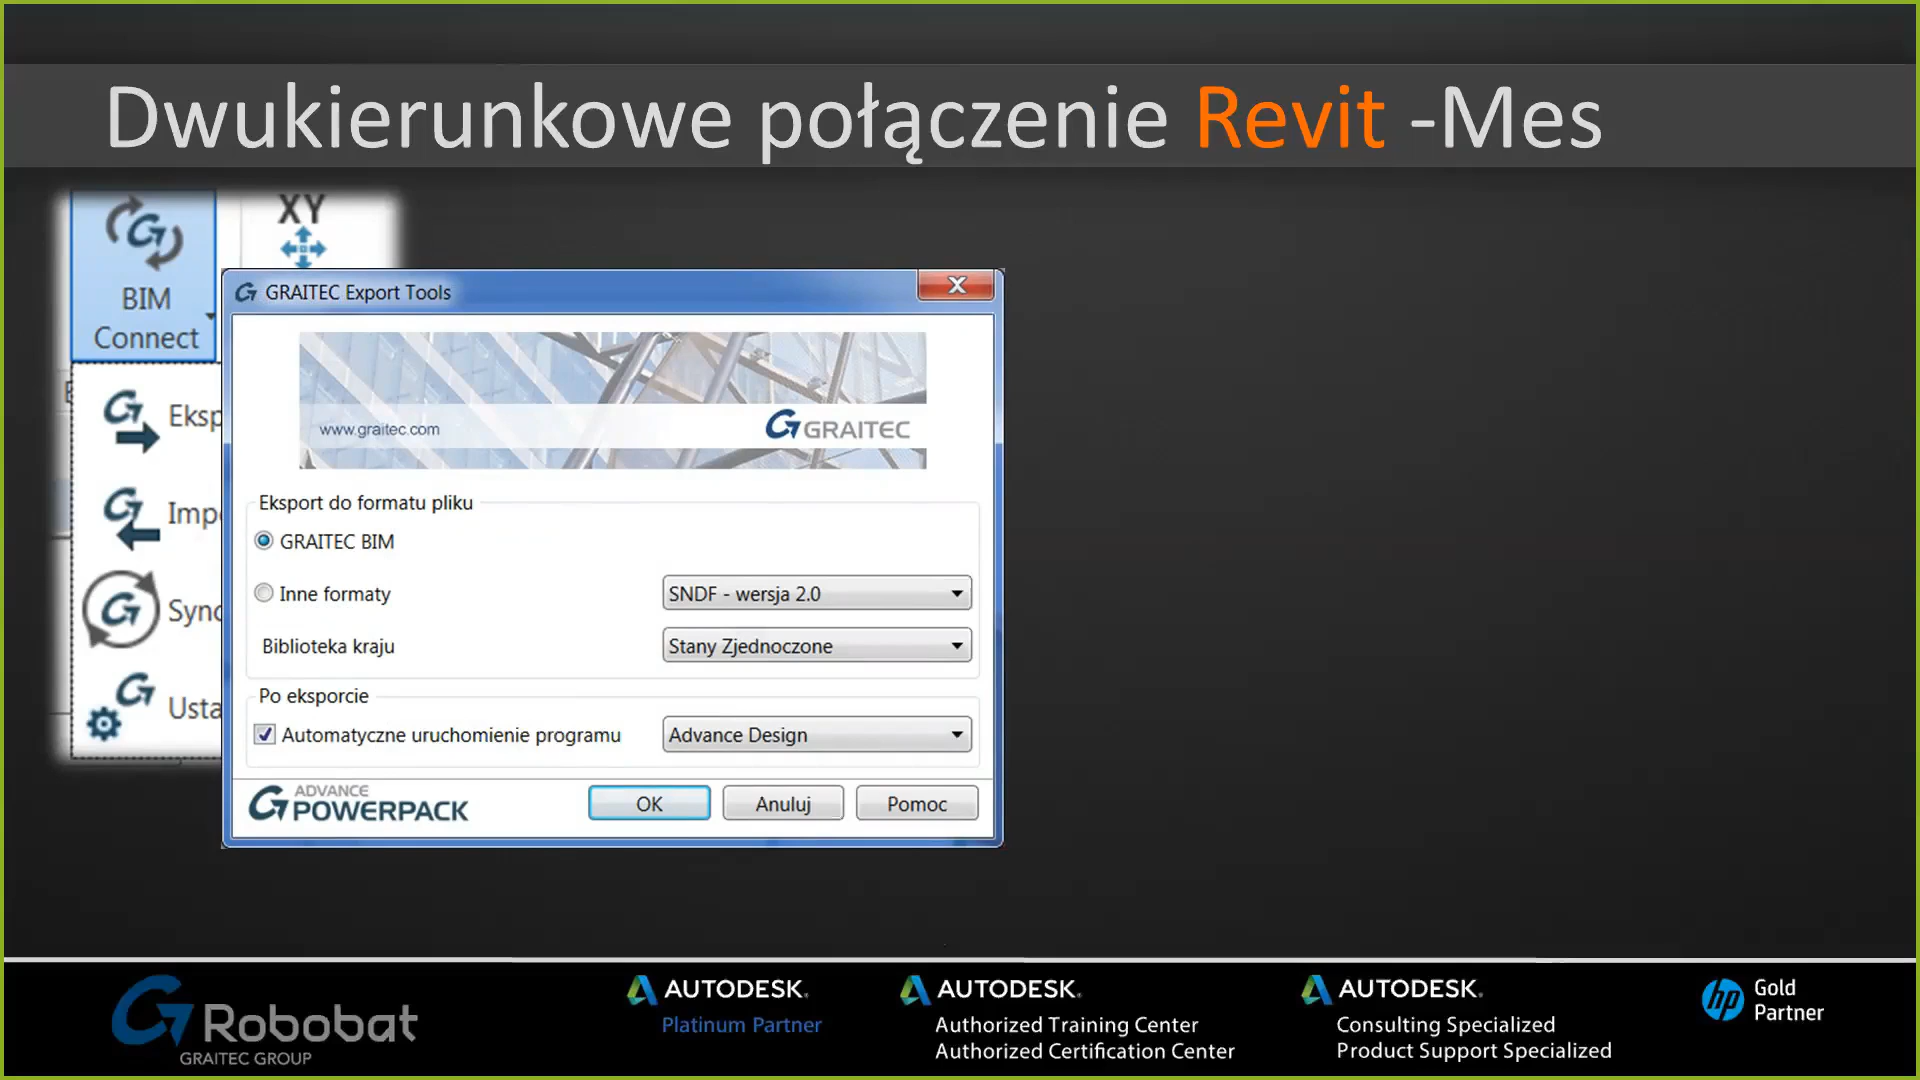 Dwukierunkowe połączenie Revit -Mes
XY
BIM
Connect
GRAITEC Export Tools
www.graitec.com
GRAITEC
Eksport do formatu pliku
GRAITEC BIM
Inne formaty
SNDF - wersja 2.0
Biblioteka kraju
Stany Zjednoczone
Po eksporcie
Automatyczne uruchomienie programu
Advance Design
ADVANCE
POWERPACK
OK
Anuluj
Pomoc
Eksp
Imp
Sync
Usta
Robobat
GRAITEC GROUP
AUTODESK.
Platinum Partner
AUTODESK.
Authorized Training Center
Authorized Certification Center
AUTODESK.
Consulting Specialized
Product Support Specialized
hp
Gold
Partner